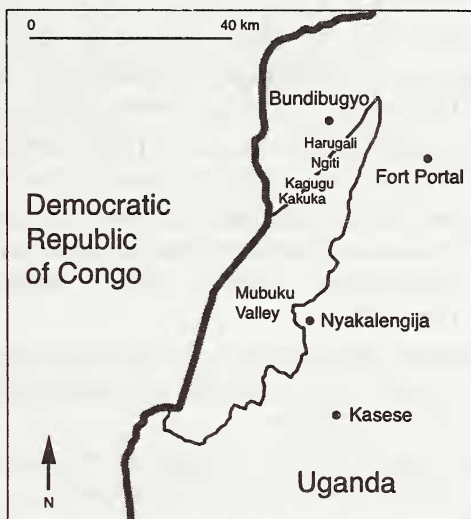 0 40 km
Bundibugyo
Harugali
Ngiti
Fort Portal
Kagugu
Kakuka
Democratic
Republic
of Congo
Mubuku
Valley
Nyakalengija
Kasese
N
Uganda